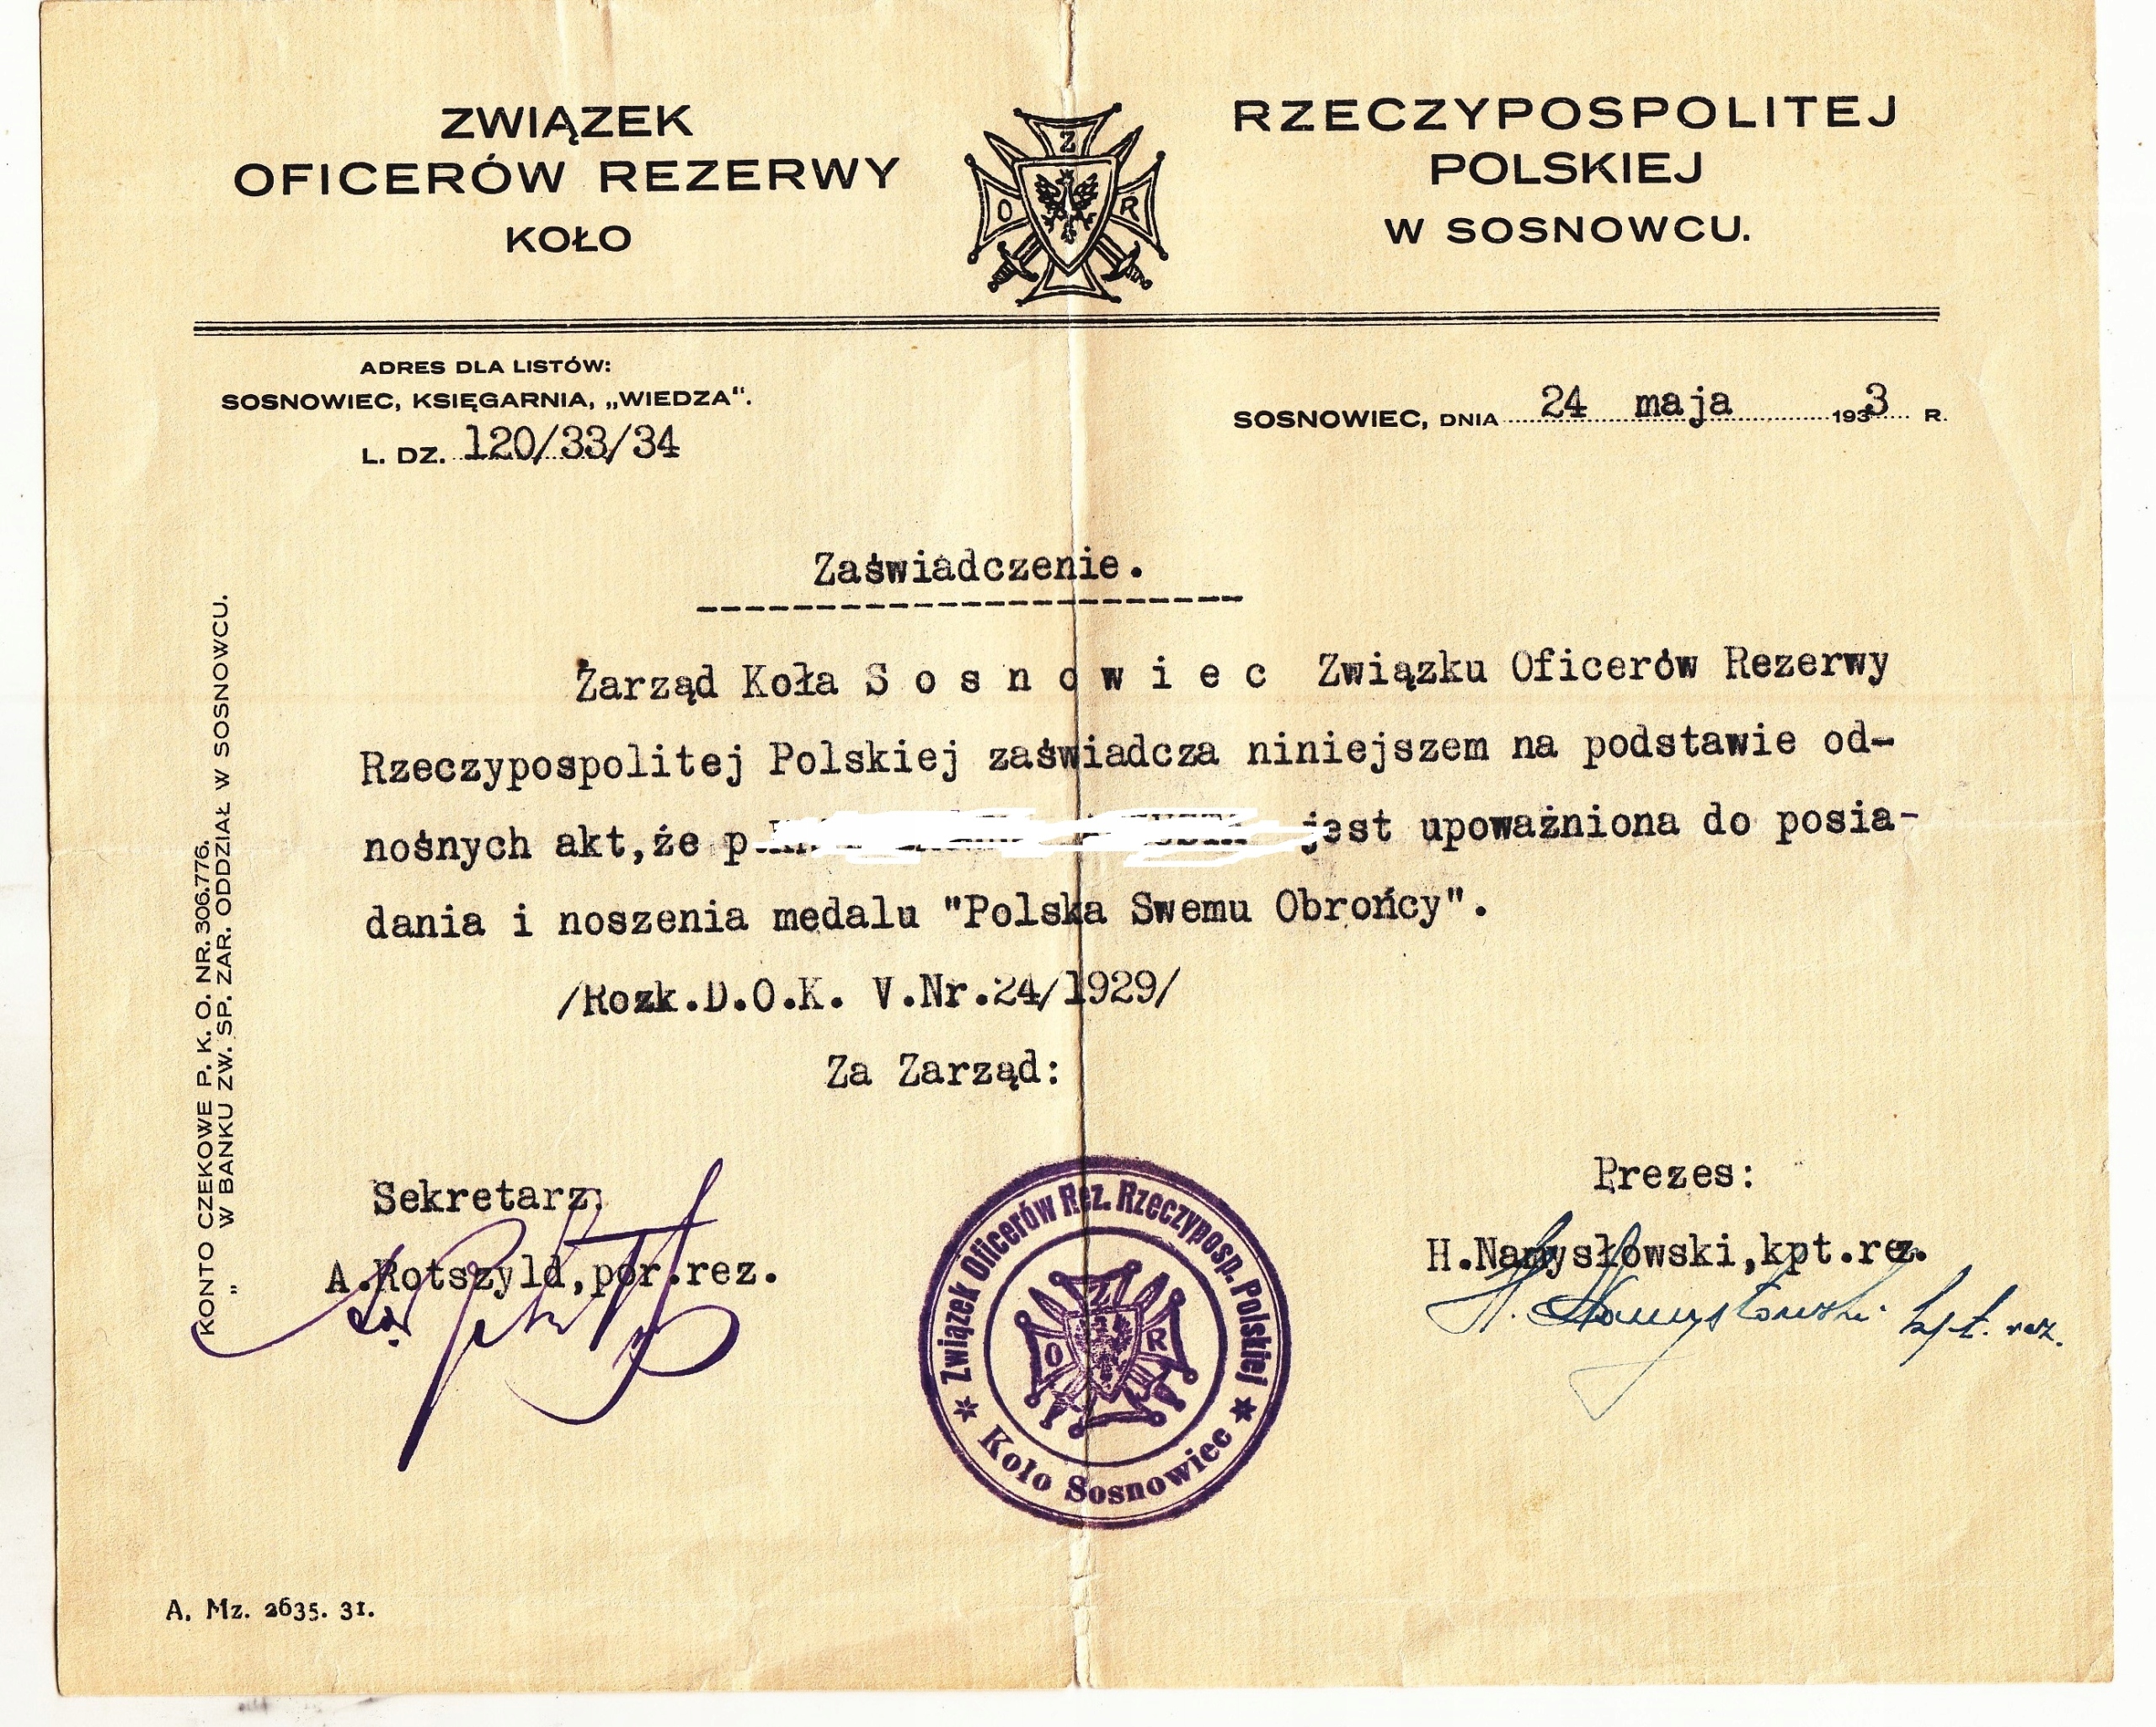 ZWIĄZEK
OFICERÓW REZERWY
KOŁO
Z
O R
RZECZYPOSPOLITEJ
POLSKIEJ
W SOSNOWCU.
ADRES DLA LISTÓW:
SOSNOWIEC, KSIĘGARNIA, „WIEDZA".
L. DZ. 120/33/34
SOSNOWIEC, DNIA 24 maja 1933 R.
Zaświadczenie.
Zarząd Koła S o s n o w i e c Związku Oficerów Rezerwy
Rzeczypospolitej Polskiej zaświadcza niniejszem na podstawie od-
nośnych akt,że p. jest upoważniona do posia-
dania i noszenia medalu "Polska Swemu Obrońcy".
/Rozk.D.O.K. V.Nr.24/1929/
Za Zarząd:
Sekretarz:
A.Rotszyld,por.rez.
Prezes:
H.Namysłowski,kpt.rez.
H. Namysłowski kpt. rez.
Związek Oficerów Rez. Rzeczyposp. Polskiej
Z
O R
* Koło Sosnowiec *
KONTO CZEKOWE P. K. O. NR. 306.776.
„ W BANKU ZW. SP. ZAR. ODDZIAŁ W SOSNOWCU.
A. Mz. 2635. 31.